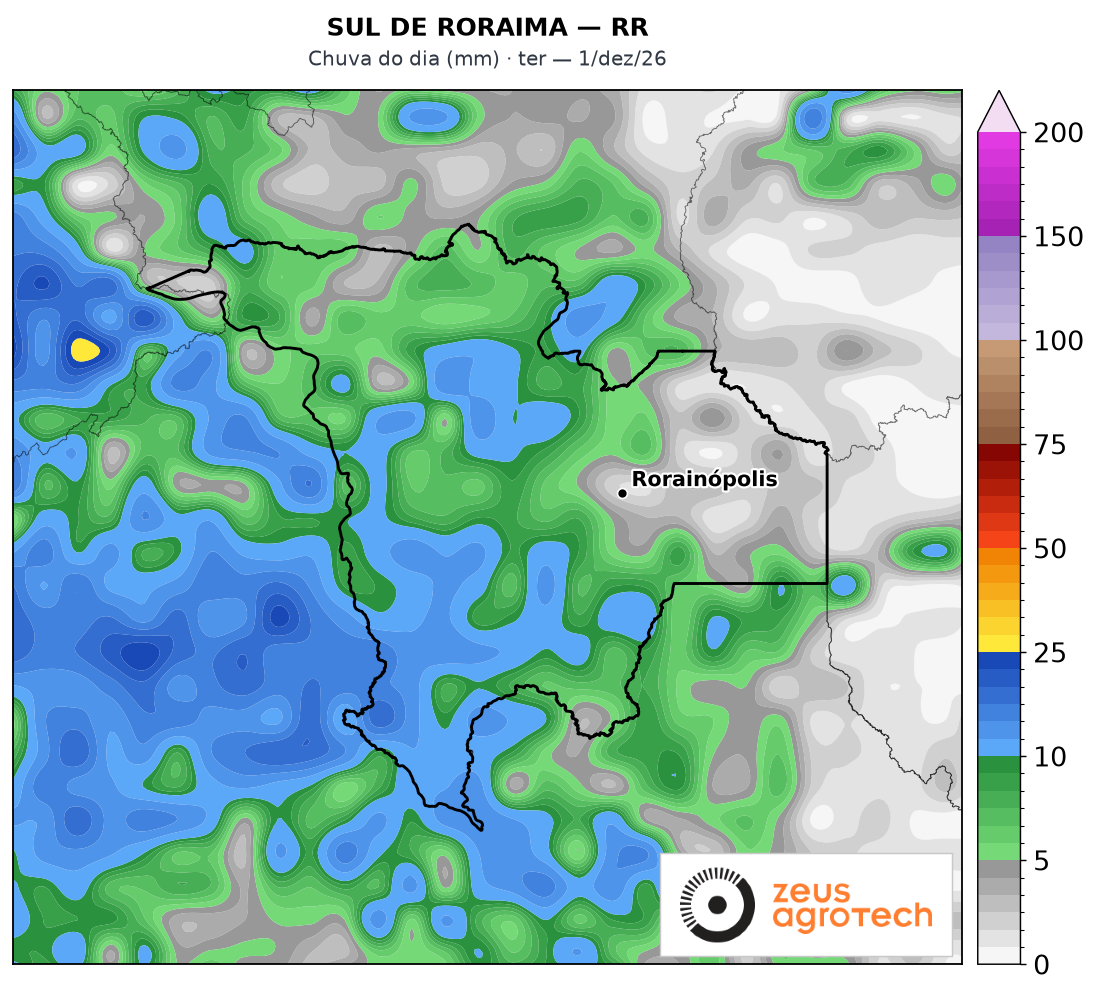 SUL DE RORAIMA — RR
Chuva do dia (mm) · ter — 1/dez/26
200
150
100
75
50
25
10
5
0
Rorainópolis
zeus
agrotech